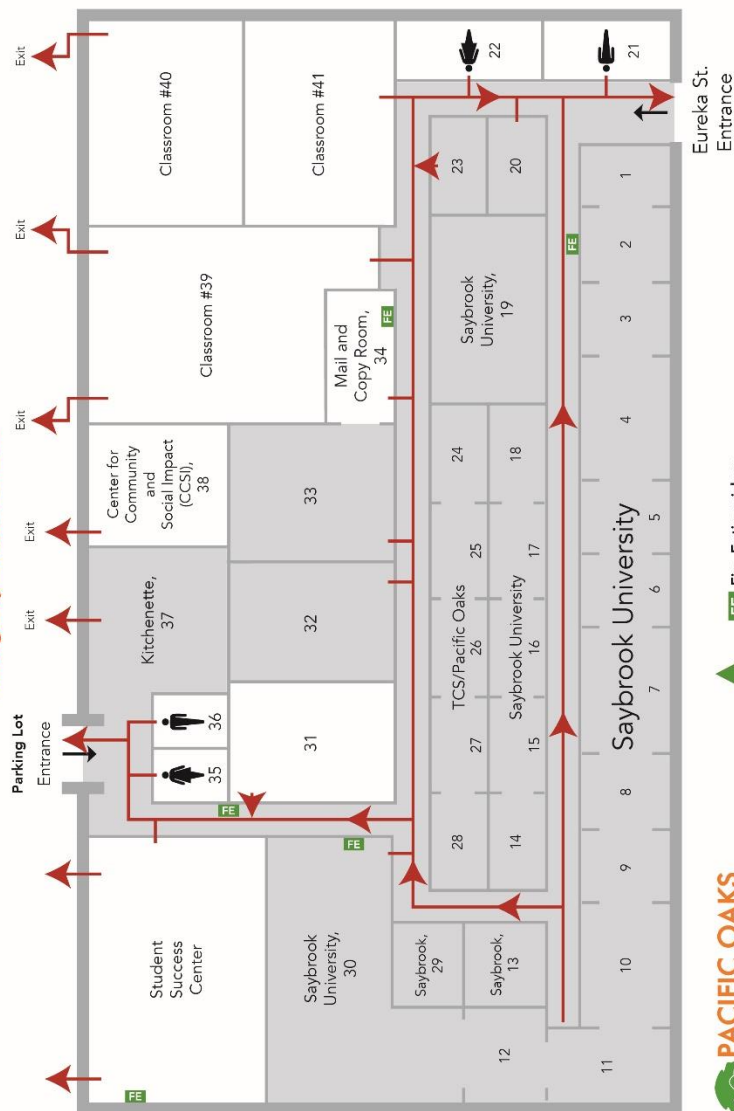 Parking Lot
Entrance
Exit
Exit
Exit
Exit
Exit
Student
Success
Center
FE
Saybrook
University,
30
FE
FE
35
36
Kitchenette,
37
Center for
Community
and
Social Impact
(CCSI),
38
Classroom #39
Classroom #40
Classroom #41
31
32
33
Mail and
Copy Room,
34
FE
22
21
Saybrook,
29
Saybrook,
13
28
27
26
25
24
TCS/Pacific Oaks
Saybrook University
14
15
16
17
18
Saybrook
University,
19
23
20
12
11
10
9
8
7
6
5
4
3
2
1
FE
Saybrook University
Eureka St.
Entrance
PACIFIC OAKS
FE